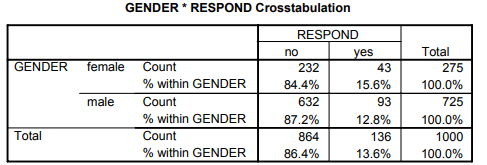 GENDER * RESPOND Crosstabulation
RESPOND
no yes Total
GENDER female Count 232 43 275
% within GENDER 84.4% 15.6% 100.0%
male Count 632 93 725
% within GENDER 87.2% 12.8% 100.0%
Total Count 864 136 1000
% within GENDER 86.4% 13.6% 100.0%